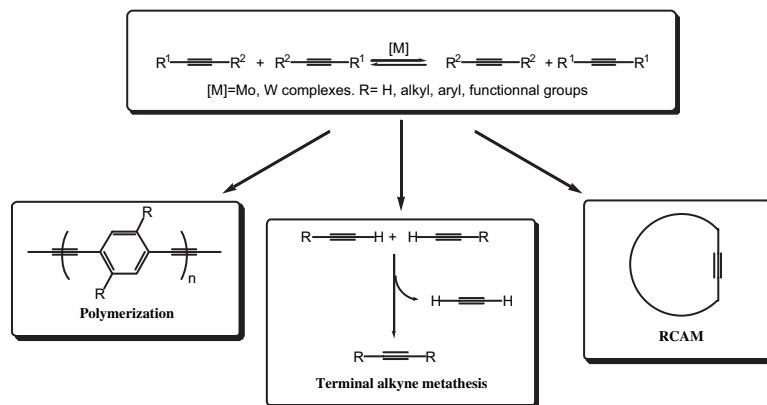 [M]
R¹ R² + R² R¹ R² R² + R¹ R¹
[M]=Mo, W complexes. R= H, alkyl, aryl, functionnal groups
R
R
n
Polymerization
R H + H R
H H
R R
Terminal alkyne metathesis
RCAM